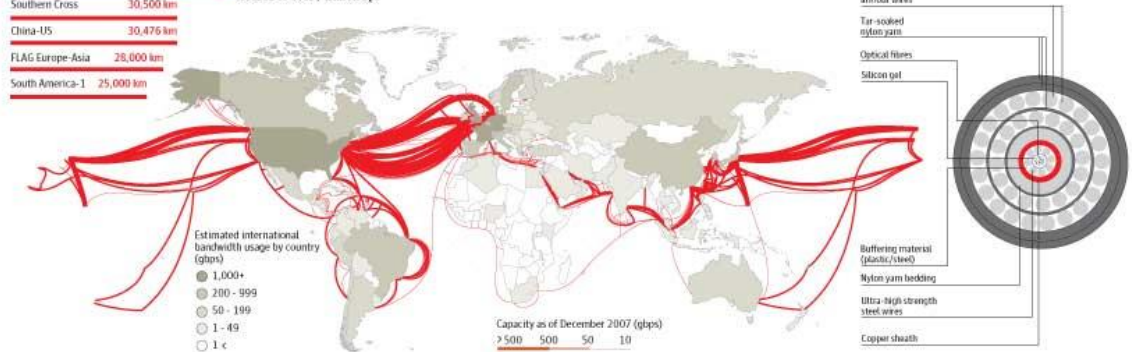 Southern Cross 30,500 km
China-US 30,476 km
FLAG Europe-Asia 28,000 km
South America-1 25,000 km
Estimated international
bandwidth usage by country
(gbps)
1,000+
200 - 999
50 - 199
1 - 49
1 <
Capacity as of December 2007 (gbps)
>500 500 50 10
Tar-soaked
nylon yarn
Optical fibres
Silicon gel
Buffering material
(plastic/steel)
Nylon yarn bedding
Ultra-high strength
steel wires
Copper sheath